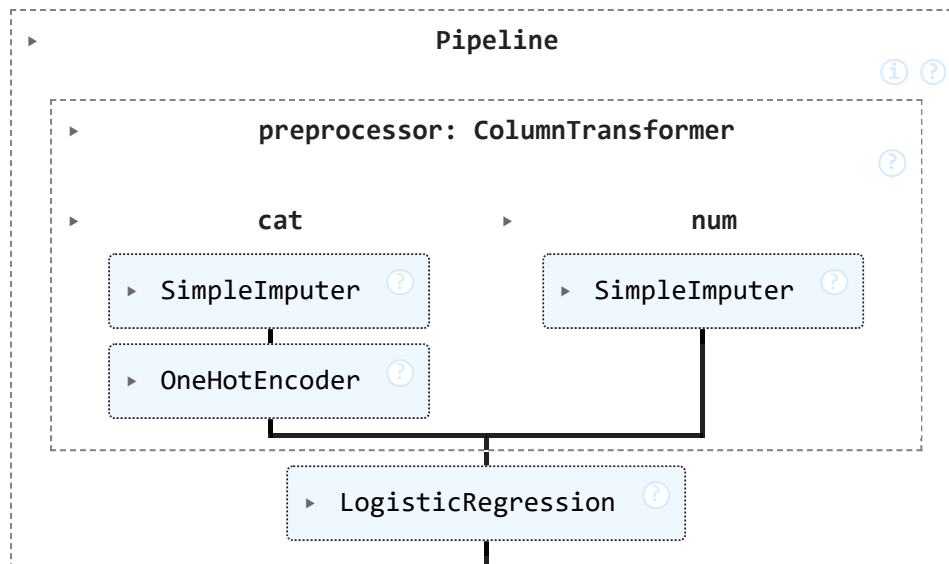 Pipeline
i ?
preprocessor: ColumnTransformer
?
cat num
SimpleImputer ? SimpleImputer ?
OneHotEncoder ?
LogisticRegression ?